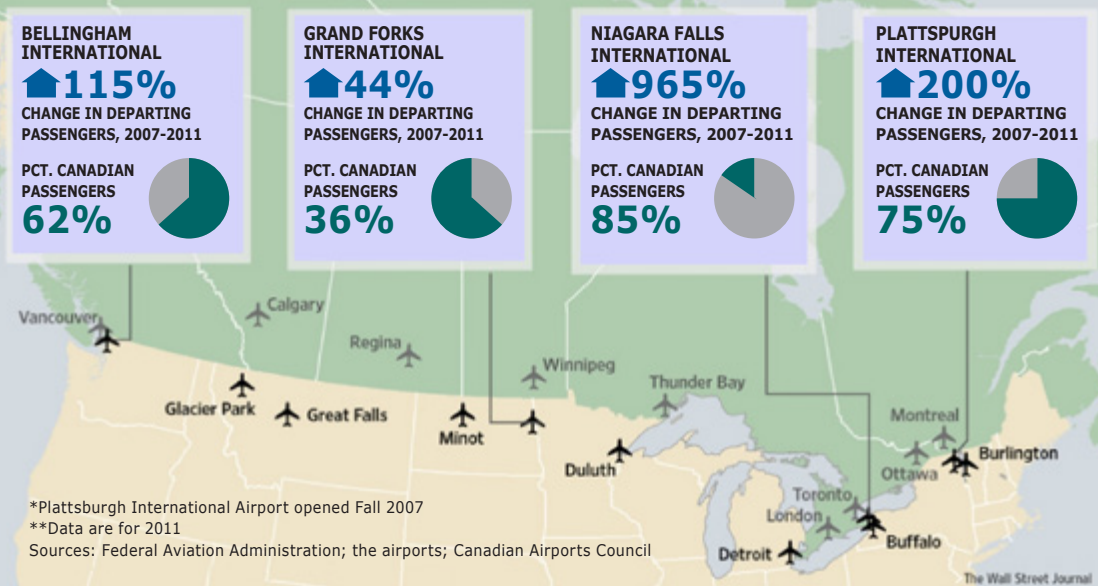 BELLINGHAM
INTERNATIONAL
115%
CHANGE IN DEPARTING
PASSENGERS, 2007-2011
PCT. CANADIAN
PASSENGERS
62%
GRAND FORKS
INTERNATIONAL
44%
CHANGE IN DEPARTING
PASSENGERS, 2007-2011
PCT. CANADIAN
PASSENGERS
36%
NIAGARA FALLS
INTERNATIONAL
965%
CHANGE IN DEPARTING
PASSENGERS, 2007-2011
PCT. CANADIAN
PASSENGERS
85%
PLATTSPURGH
INTERNATIONAL
200%
CHANGE IN DEPARTING
PASSENGERS, 2007-2011
PCT. CANADIAN
PASSENGERS
75%
Vancouver
Calgary
Regina
Winnipeg
Thunder Bay
Glacier Park
Great Falls
Minot
Duluth
Montreal
Ottawa
Burlington
Toronto
London
Buffalo
Detroit
*Plattsburgh International Airport opened Fall 2007
**Data are for 2011
Sources: Federal Aviation Administration; the airports; Canadian Airports Council
The Wall Street Journal